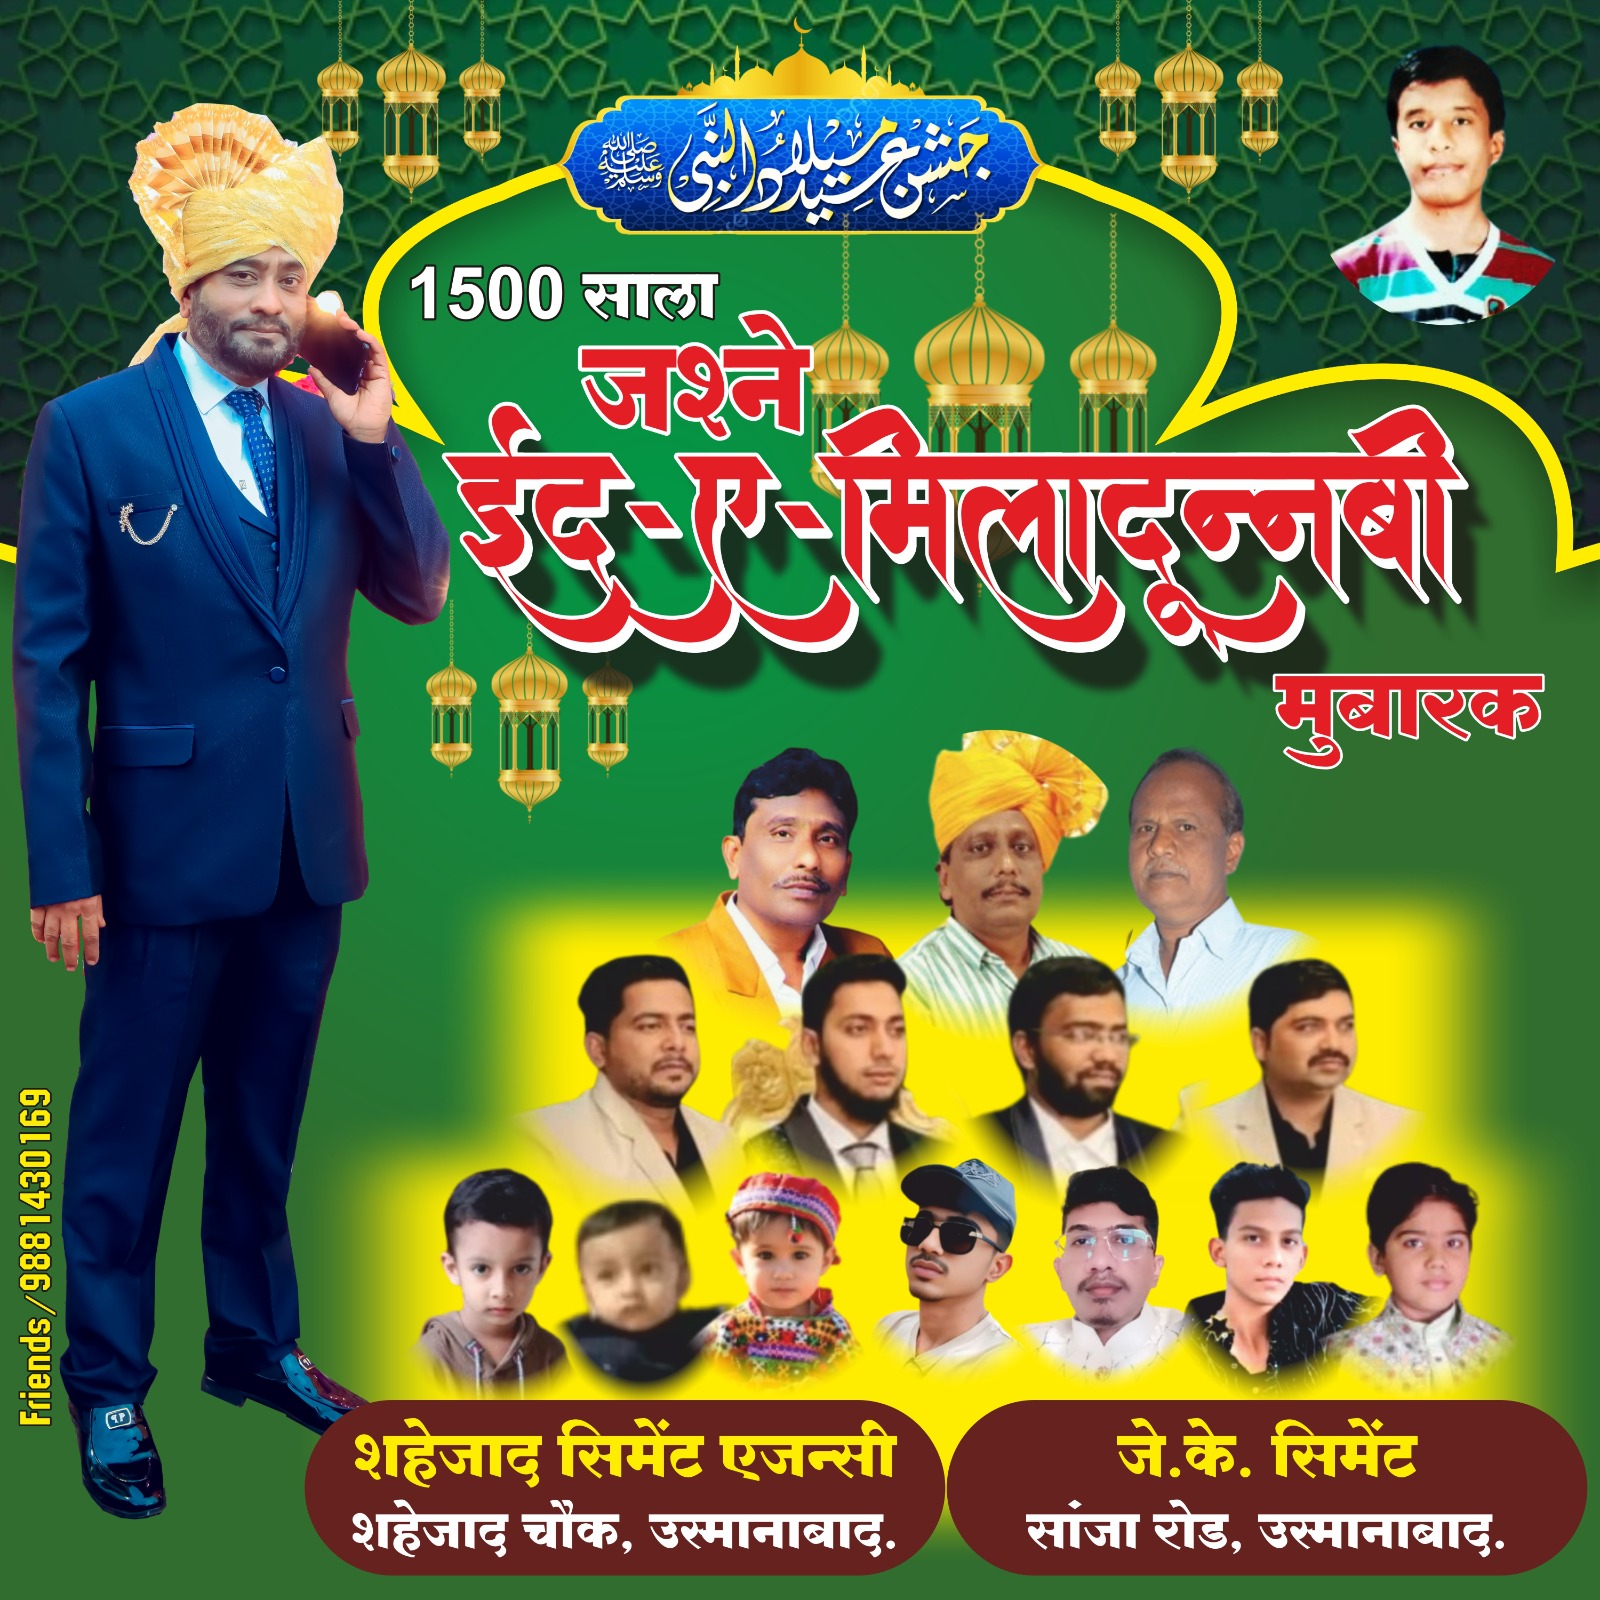 جشن عید میلاد النبی
صلى الله عليه وسلم
1500 साला
जश्ने
ईद-ए-मिलादून्नबी
मुबारक
Friends/9881430169
शहेजाद सिमेंट एजन्सी
शहेजाद चौक, उस्मानाबाद.
जे.के. सिमेंट
सांजा रोड, उस्मानाबाद.